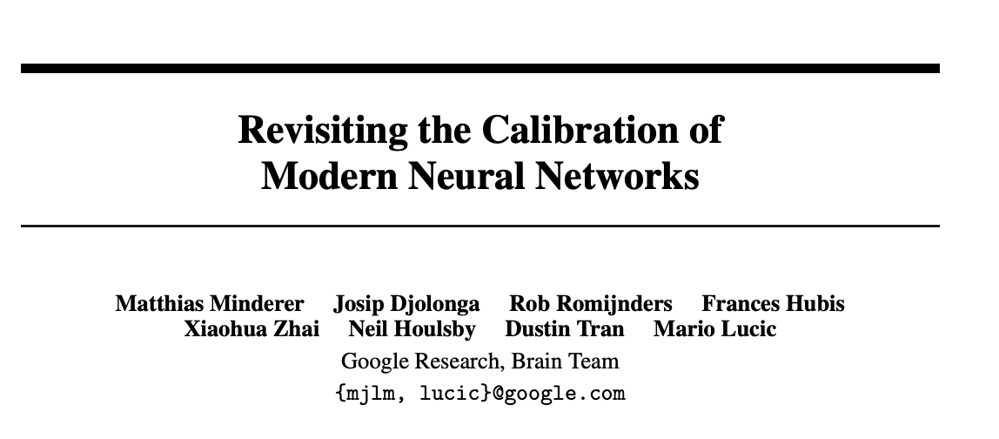 Revisiting the Calibration of
Modern Neural Networks
Matthias Minderer Josip Djolonga Rob Romijnders Frances Hubis
Xiaohua Zhai Neil Houlsby Dustin Tran Mario Lucic
Google Research, Brain Team
{mjlm, lucic}@google.com